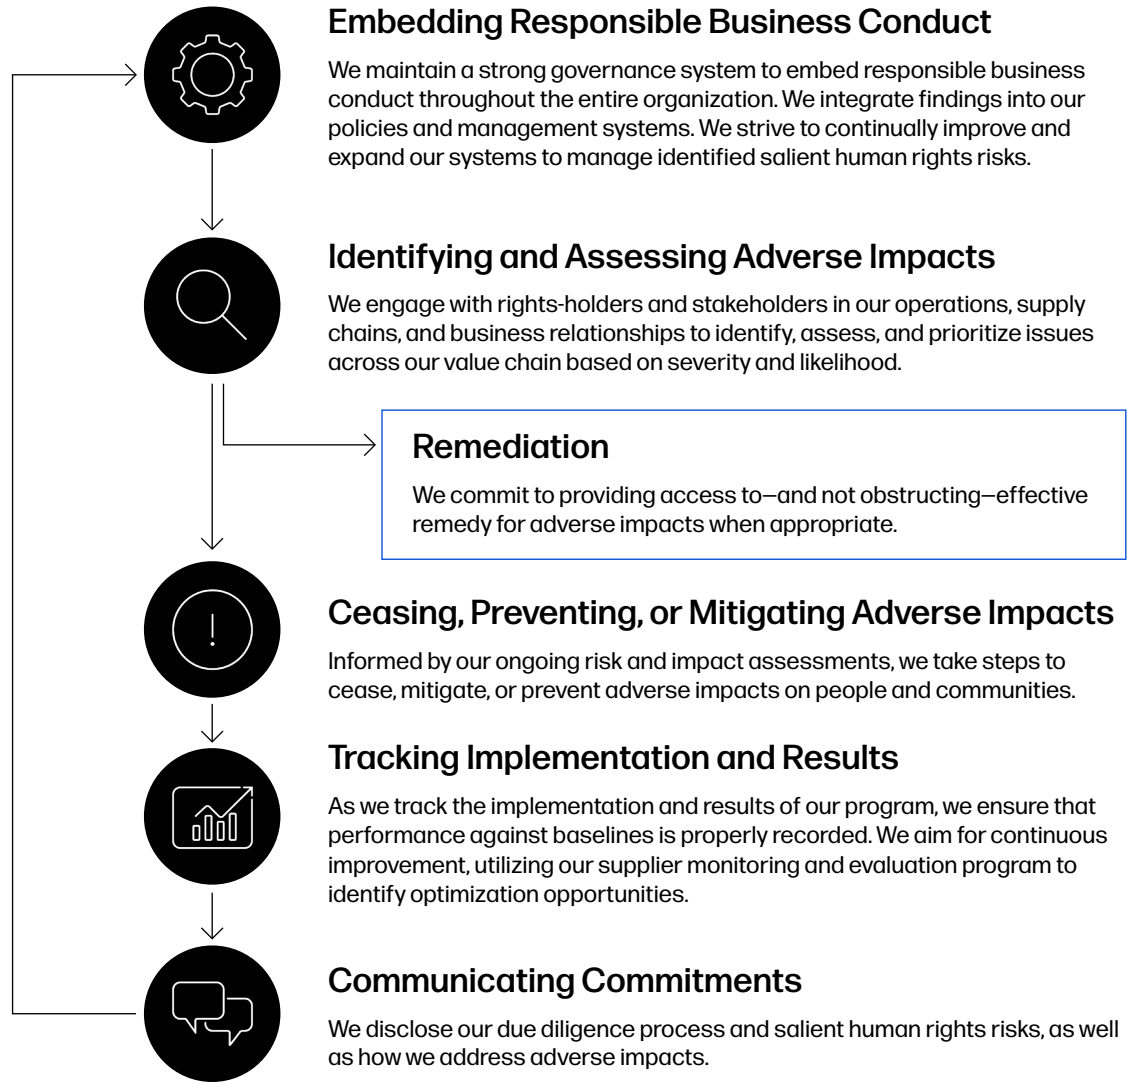 Embedding Responsible Business Conduct
We maintain a strong governance system to embed responsible business
conduct throughout the entire organization. We integrate findings into our
policies and management systems. We strive to continually improve and
expand our systems to manage identified salient human rights risks.
Identifying and Assessing Adverse Impacts
We engage with rights-holders and stakeholders in our operations, supply
chains, and business relationships to identify, assess, and prioritize issues
across our value chain based on severity and likelihood.
Remediation
We commit to providing access to—and not obstructing—effective
remedy for adverse impacts when appropriate.
Ceasing, Preventing, or Mitigating Adverse Impacts
Informed by our ongoing risk and impact assessments, we take steps to
cease, mitigate, or prevent adverse impacts on people and communities.
Tracking Implementation and Results
As we track the implementation and results of our program, we ensure that
performance against baselines is properly recorded. We aim for continuous
improvement, utilizing our supplier monitoring and evaluation program to
identify optimization opportunities.
Communicating Commitments
We disclose our due diligence process and salient human rights risks, as well
as how we address adverse impacts.